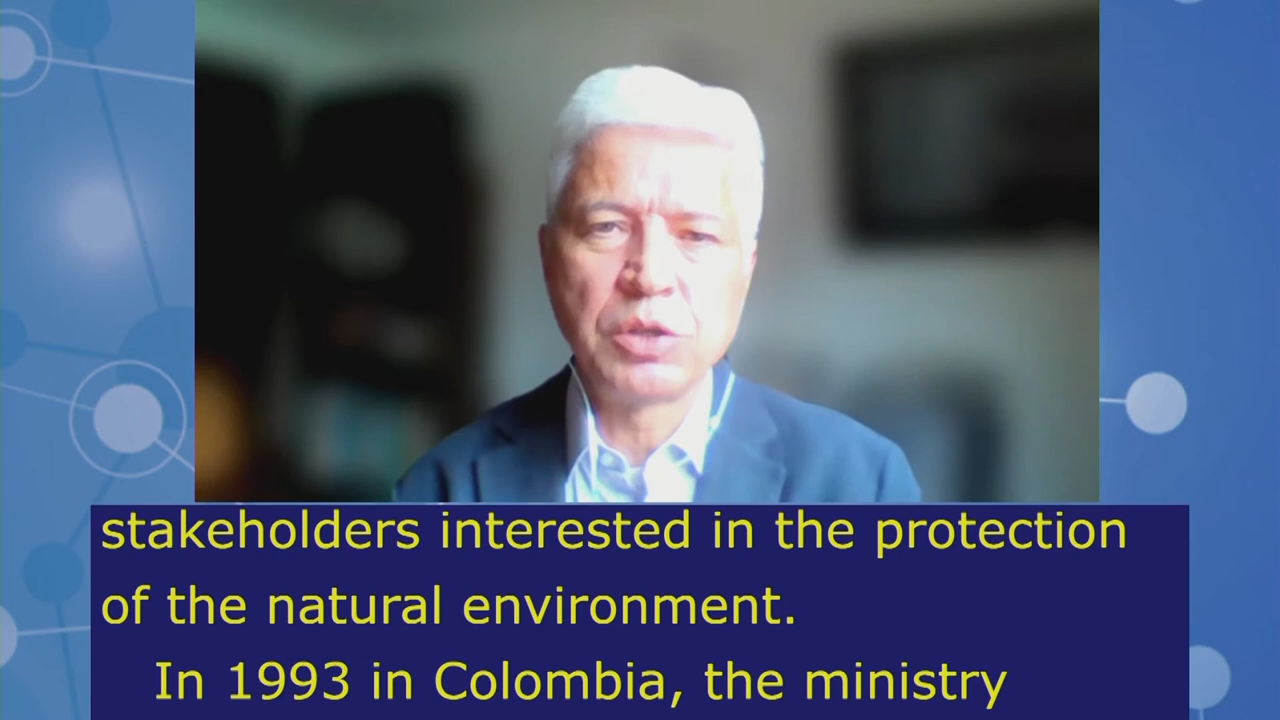 stakeholders interested in the protection
of the natural environment.
In 1993 in Colombia, the ministry